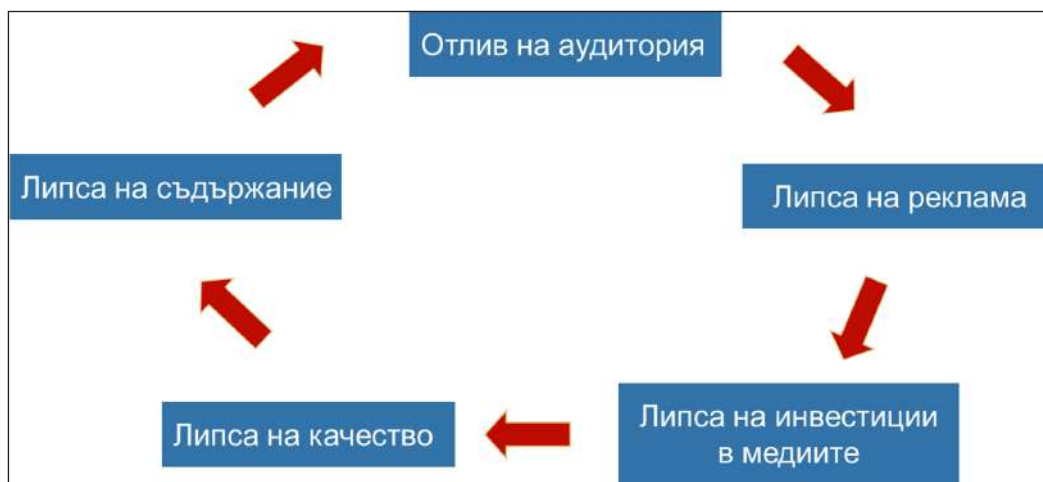 Отлив на аудитория
Липса на съдържание
Липса на реклама
Липса на качество
Липса на инвестиции
в медиите